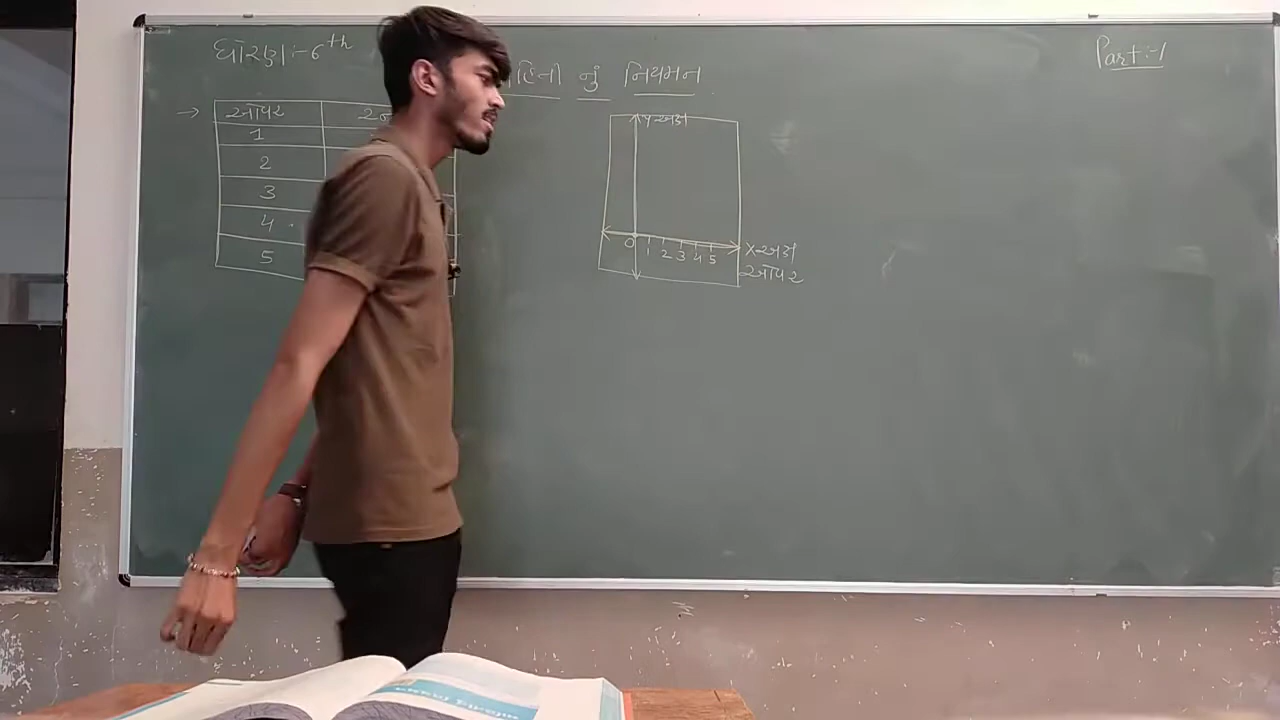 ધોરણ:-6th
નું નિયમન
Part:-1
→ ઓવર
1
2
3
4
5
Y અક્ષ
0 1 2 3 4 5
X અક્ષ
ઓવર